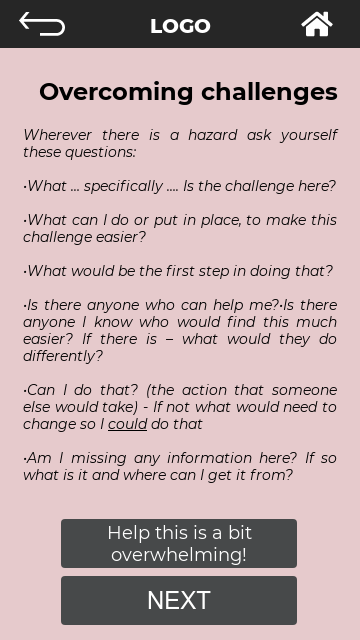 LOGO
Overcoming challenges
Wherever there is a hazard ask yourself
these questions:
•What ... specifically .... Is the challenge here?
•What can I do or put in place, to make this
challenge easier?
•What would be the first step in doing that?
•Is there anyone who can help me?•Is there
anyone I know who would find this much
easier? If there is – what would they do
differently?
•Can I do that? (the action that someone
else would take) - If not what would need to
change so I could do that
•Am I missing any information here? If so
what is it and where can I get it from?
Help this is a bit
overwhelming!
NEXT